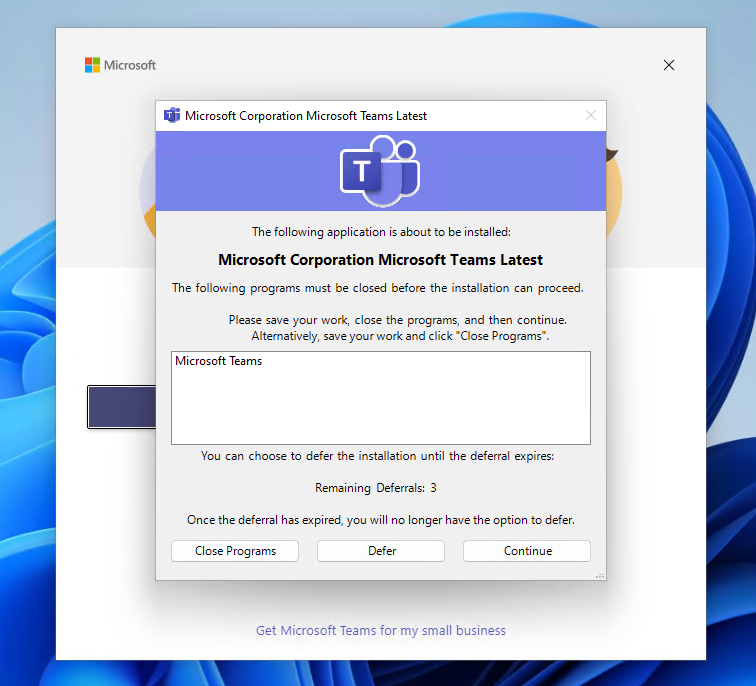 Microsoft
Microsoft Corporation Microsoft Teams Latest
T
The following application is about to be installed:
Microsoft Corporation Microsoft Teams Latest
The following programs must be closed before the installation can proceed.
Please save your work, close the programs, and then continue.
Alternatively, save your work and click "Close Programs".
Microsoft Teams
You can choose to defer the installation until the deferral expires:
Remaining Deferrals: 3
Once the deferral has expired, you will no longer have the option to defer.
Close Programs Defer Continue
Get Microsoft Teams for my small business